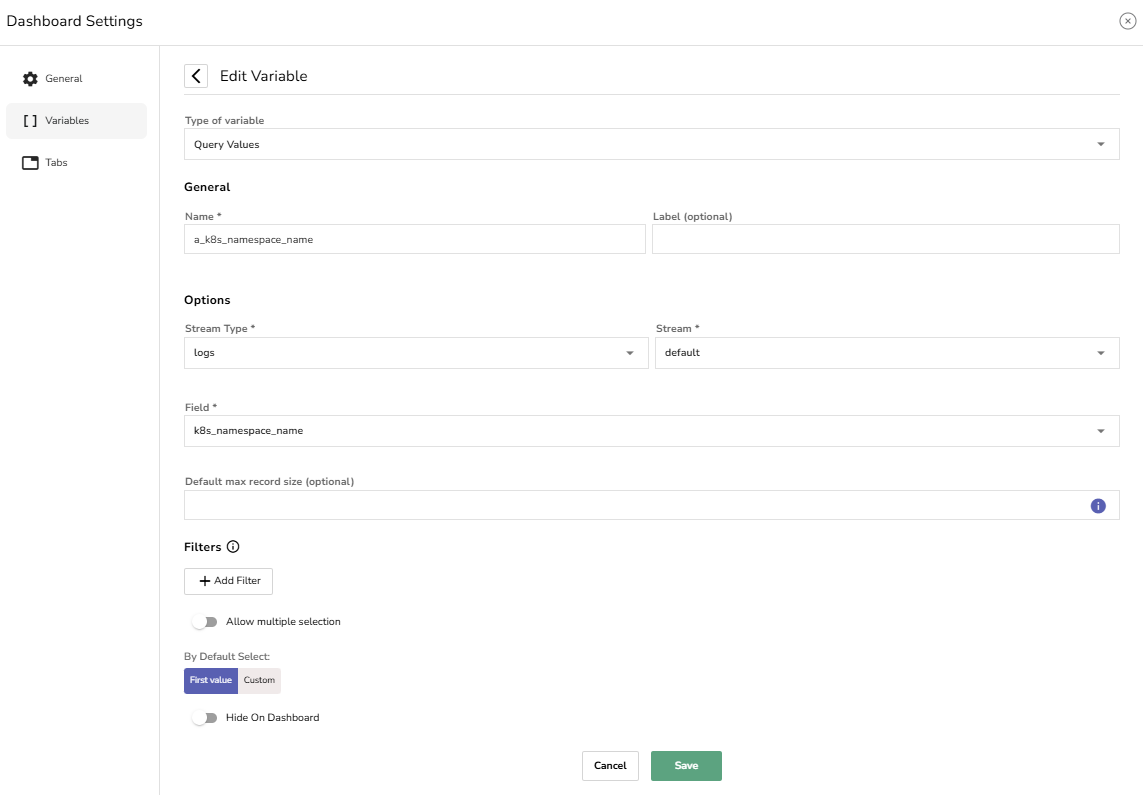 Dashboard Settings
General
Variables
Tabs
Edit Variable
Type of variable
Query Values
General
Name *
Label (optional)
a_k8s_namespace_name
Options
Stream Type *
Stream *
logs
default
Field *
k8s_namespace_name
Default max record size (optional)
Filters
Add Filter
Allow multiple selection
By Default Select:
First value
Custom
Hide On Dashboard
Cancel
Save